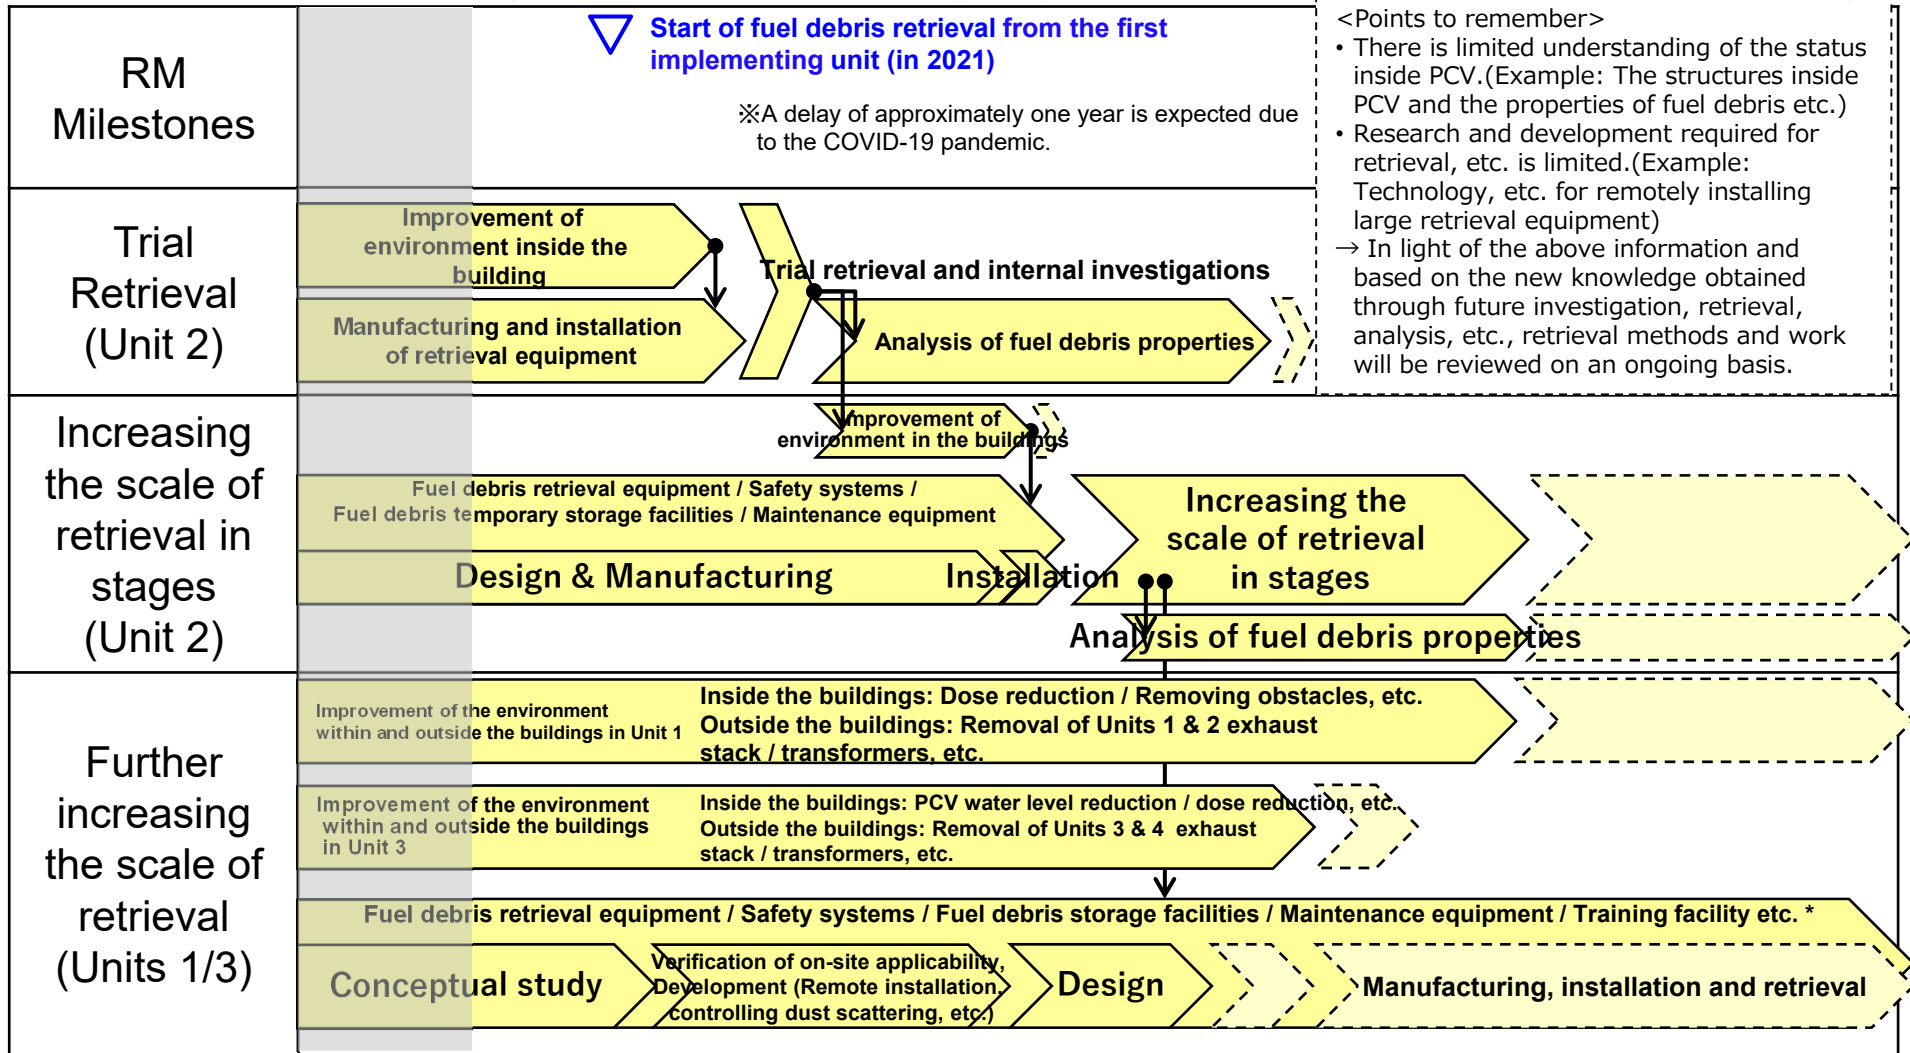 RM
Milestones
Start of fuel debris retrieval from the first
implementing unit (in 2021)
※A delay of approximately one year is expected due
to the COVID-19 pandemic.
<Points to remember>
• There is limited understanding of the status
inside PCV.(Example: The structures inside
PCV and the properties of fuel debris etc.)
• Research and development required for
retrieval, etc. is limited.(Example:
Technology, etc. for remotely installing
large retrieval equipment)
→ In light of the above information and
based on the new knowledge obtained
through future investigation, retrieval,
analysis, etc., retrieval methods and work
will be reviewed on an ongoing basis.
Trial
Retrieval
(Unit 2)
Improvement of
environment inside the
building
Manufacturing and installation
of retrieval equipment
Trial retrieval and internal investigations
Analysis of fuel debris properties
Increasing
the scale of
retrieval in
stages
(Unit 2)
Improvement of
environment in the buildings
Fuel debris retrieval equipment / Safety systems /
Fuel debris temporary storage facilities / Maintenance equipment
Design & Manufacturing
Installation
Increasing the
scale of retrieval
in stages
Analysis of fuel debris properties
Further
increasing
the scale of
retrieval
(Units 1/3)
Improvement of the environment
within and outside the buildings in Unit 1
Inside the buildings: Dose reduction / Removing obstacles, etc.
Outside the buildings: Removal of Units 1 & 2 exhaust
stack / transformers, etc.
Improvement of the environment
within and outside the buildings
in Unit 3
Inside the buildings: PCV water level reduction / dose reduction, etc.
Outside the buildings: Removal of Units 3 & 4 exhaust
stack / transformers, etc.
Fuel debris retrieval equipment / Safety systems / Fuel debris storage facilities / Maintenance equipment / Training facility etc. *
Conceptual study
Verification of on-site applicability,
Development (Remote installation,
controlling dust scattering, etc.)
Design
Manufacturing, installation and retrieval